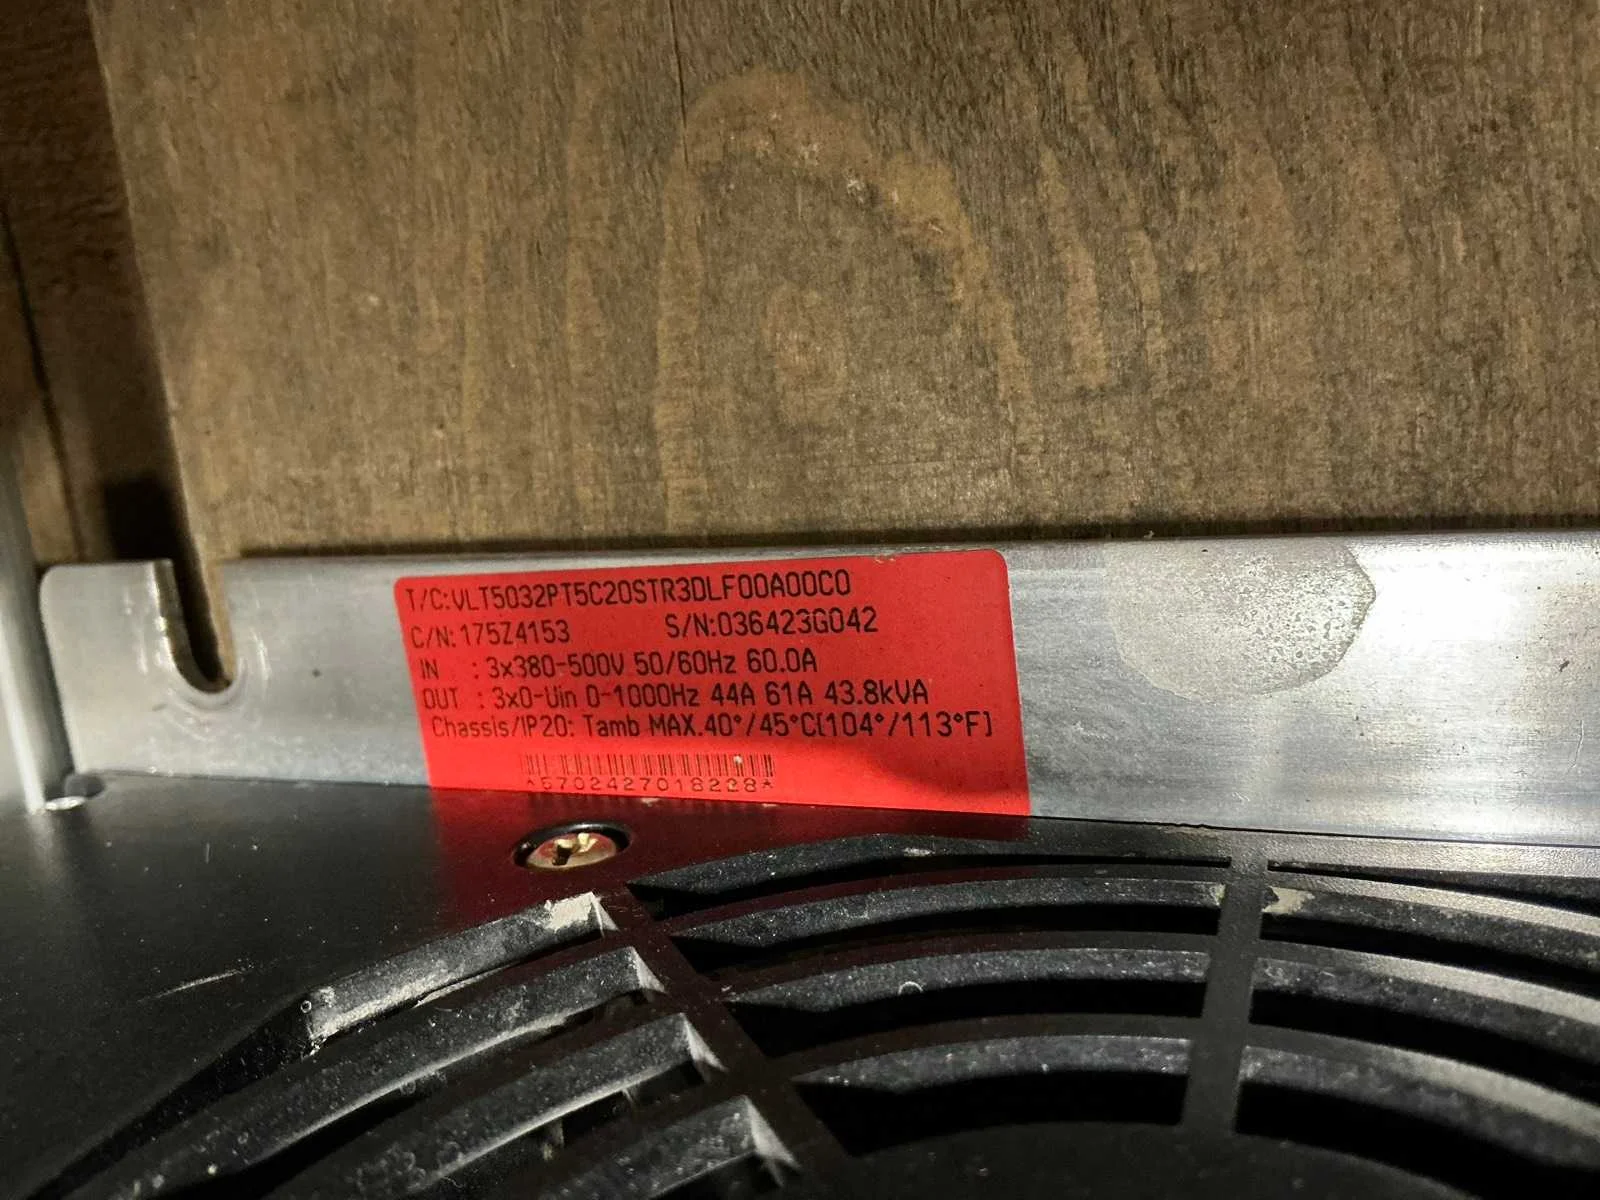 T/C:VLT5032PT5C20STR3DLF00A00C0
C/N:175Z4153 S/N:036423G042
IN : 3x380-500V 50/60Hz 60.0A
OUT : 3x0-Uin 0-1000Hz 44A 61A 43.8kVA
Chassis/IP20: Tamb MAX.40°/45°C[104°/113°F]
*5702427018228*